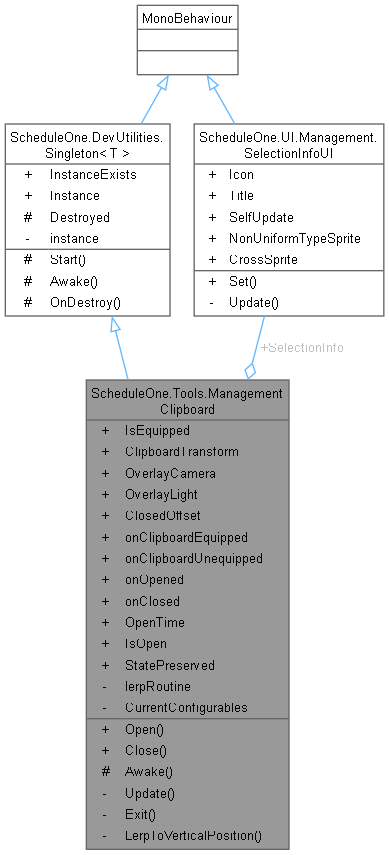 MonoBehaviour
ScheduleOne.DevUtilities.
Singleton< T >
+ InstanceExists
+ Instance
# Destroyed
- instance
# Start()
# Awake()
# OnDestroy()
ScheduleOne.UI.Management.
SelectionInfoUI
+ Icon
+ Title
+ SelfUpdate
+ NonUniformTypeSprite
+ CrossSprite
+ Set()
- Update()
+SelectionInfo
ScheduleOne.Tools.Management
Clipboard
+ IsEquipped
+ ClipboardTransform
+ OverlayCamera
+ OverlayLight
+ ClosedOffset
+ onClipboardEquipped
+ onClipboardUnequipped
+ onOpened
+ onClosed
+ OpenTime
+ IsOpen
+ StatePreserved
- lerpRoutine
- CurrentConfigurables
+ Open()
+ Close()
# Awake()
- Update()
- Exit()
- LerpToVerticalPosition()